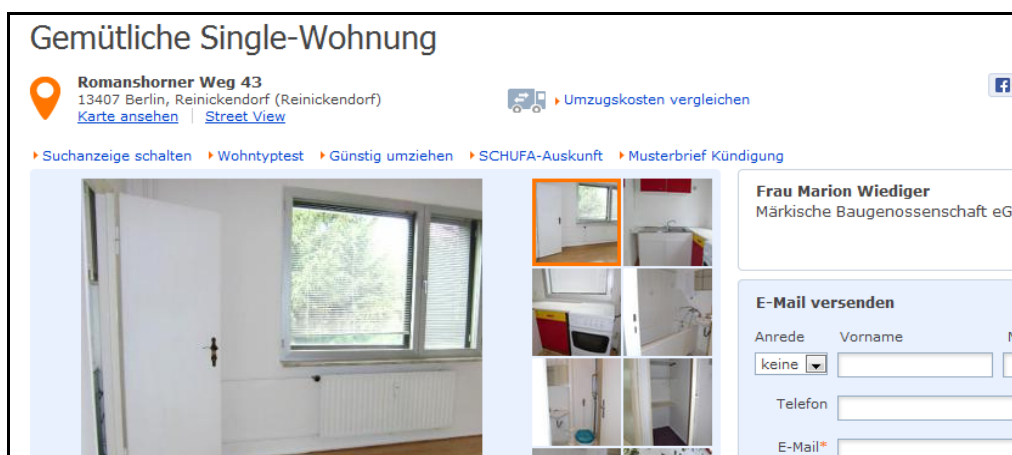 Gemütliche Single-Wohnung
Romanshorner Weg 43
13407 Berlin, Reinickendorf (Reinickendorf)
Karte ansehen | Street View
Umzugskosten vergleichen
Suchanzeige schalten Wohntyptest Günstig umziehen SCHUFA-Auskunft Musterbrief Kündigung
Frau Marion Wiediger
Märkische Baugenossenschaft eG
E-Mail versenden
Anrede Vorname
keine
Telefon
E-Mail*